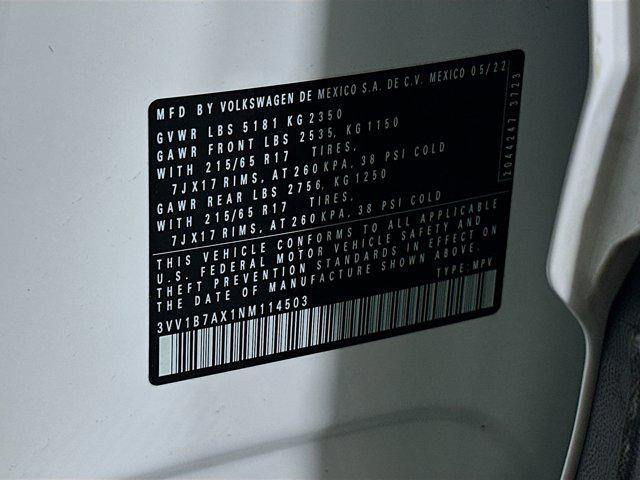 MFD BY VOLKSWAGEN DE MEXICO S.A. DE C.V. MEXICO 05/22
GVWR LBS 5181 KG 2350
GAWR FRONT LBS 2535, KG 1150
WITH 215/65 R17 TIRES,
7JX17 RIMS, AT 260 KPA, 38 PSI COLD
GAWR REAR LBS 2756, KG 1250
WITH 215/65 R17 TIRES,
7JX17 RIMS, AT 260 KPA, 38 PSI COLD
THIS VEHICLE CONFORMS TO ALL APPLICABLE
U.S. FEDERAL MOTOR VEHICLE SAFETY AND
THEFT PREVENTION STANDARDS IN EFFECT ON
THE DATE OF MANUFACTURE SHOWN ABOVE.
3VV1B7AX1NM114503 TYPE: MPV
2044247 3723